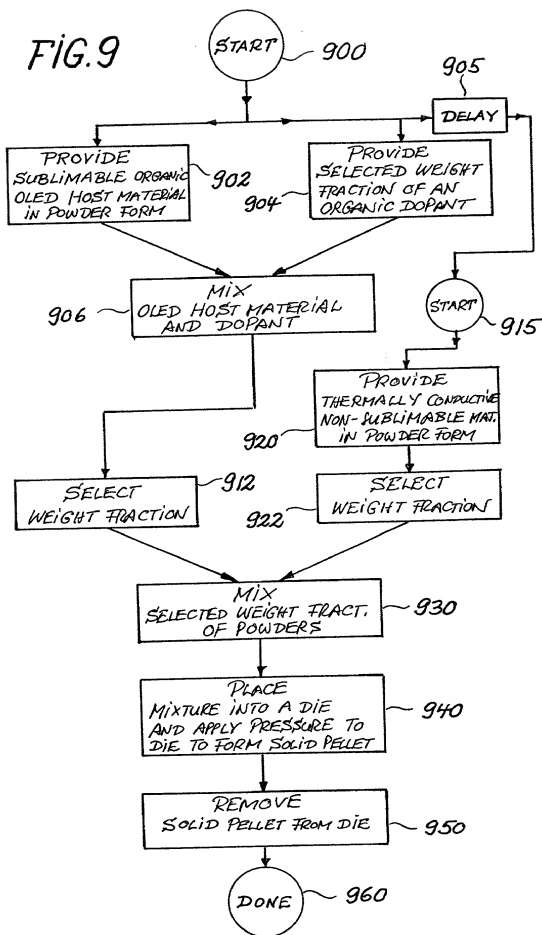 FIG. 9
START
900
905
DELAY
PROVIDE
SUBLIMABLE ORGANIC
OLED HOST MATERIAL
IN POWDER FORM
902
PROVIDE
SELECTED WEIGHT
FRACTION OF AN
ORGANIC DOPANT
904
MIX
OLED HOST MATERIAL
AND DOPANT
906
START
915
PROVIDE
THERMALLY CONDUCTIVE
NON-SUBLIMABLE MAT.
IN POWDER FORM
920
SELECT
WEIGHT FRACTION
912
SELECT
WEIGHT FRACTION
922
MIX
SELECTED WEIGHT FRACT.
OF POWDERS
930
PLACE
MIXTURE INTO A DIE
AND APPLY PRESSURE TO
DIE TO FORM SOLID PELLET
940
REMOVE
SOLID PELLET FROM DIE
950
DONE
960